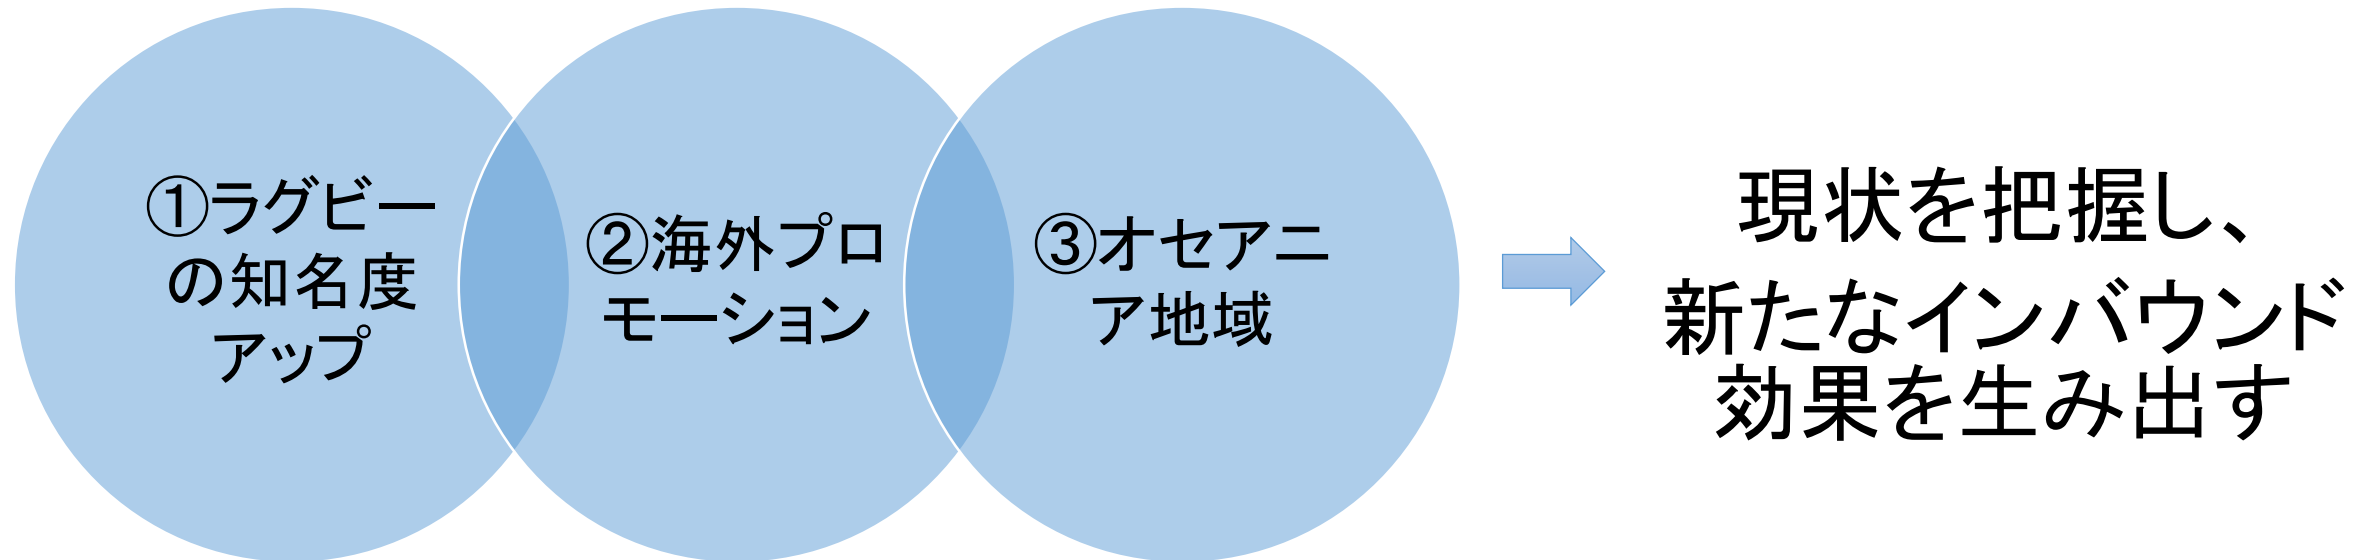 ①ラグビー
の知名度
アップ
②海外プロ
モーション
③オセアニ
ア地域
現状を把握し、
新たなインバウンド
効果を生み出す